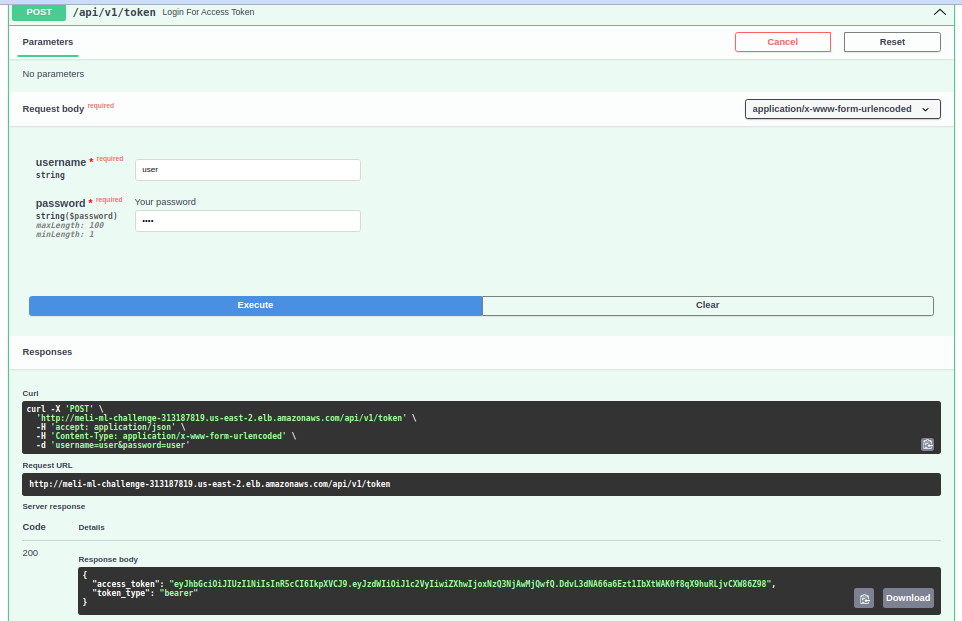 POST /api/v1/token Login For Access Token
Parameters
Cancel
Reset
No parameters
Request body required
application/x-www-form-urlencoded
username * required
string
user
password * required
string($password)
maxLength: 100
minLength: 1
Your password
••••
Execute
Clear
Responses
Curl
curl -X 'POST' \
'http://meli-ml-challenge-313187819.us-east-2.elb.amazonaws.com/api/v1/token' \
-H 'accept: application/json' \
-H 'Content-Type: application/x-www-form-urlencoded' \
-d 'username=user&password=user'
Request URL
http://meli-ml-challenge-313187819.us-east-2.elb.amazonaws.com/api/v1/token
Server response
Code Details
200
Response body
{
"access_token": "eyJhbGciOiJIUzI1NiIsInR5cCI6IkpXVCJ9.eyJzdWIiOiJ1c2VyIiwiZXhwIjoxNzQ3NjAwMjQwfQ.DdvL3dNA66a6Ezt1IbXtWAK0f8qX9huRLjvCXW86Z98",
"token_type": "bearer"
}
Download